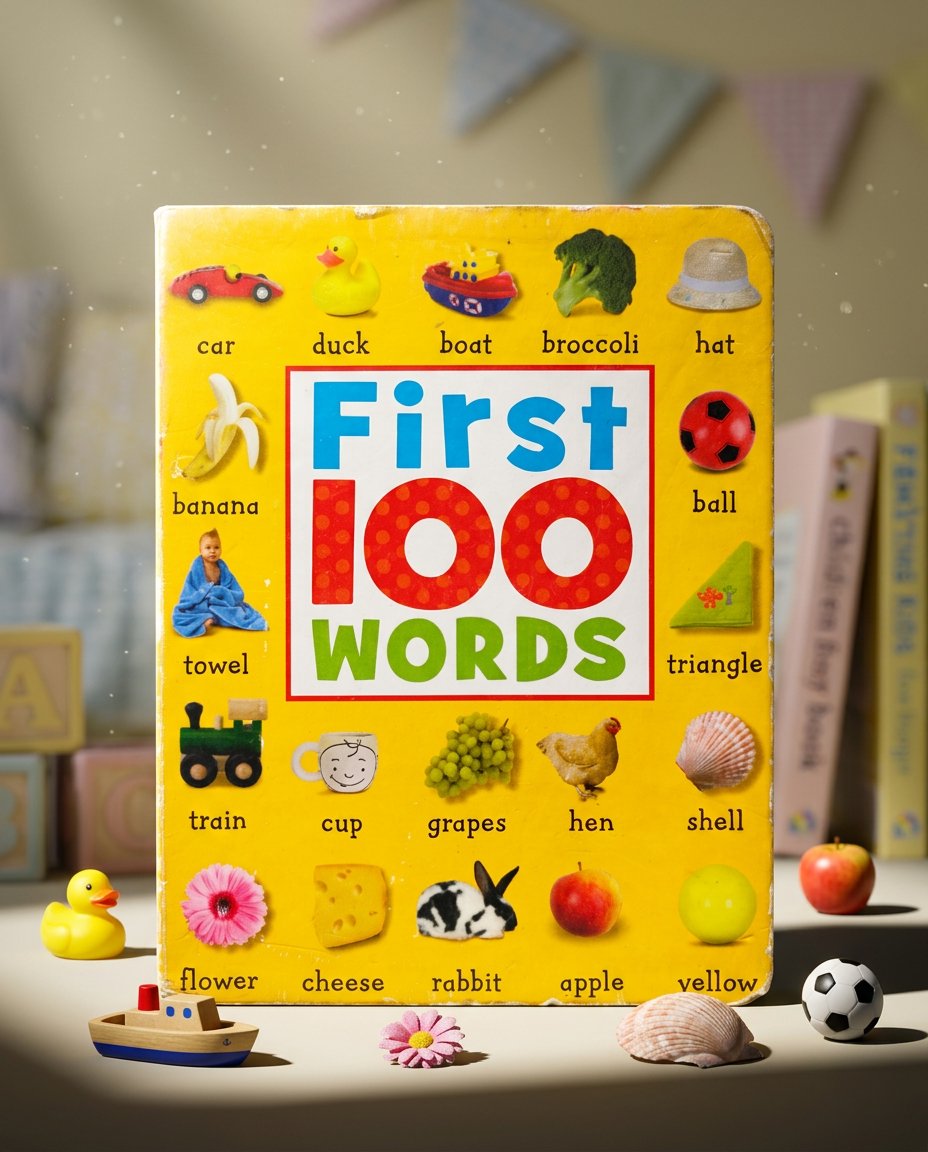 car duck boat broccoli hat
First
banana
ball
100
WORDS
towel
triangle
train cup grapes hen shell
flower cheese rabbit apple yellow
A